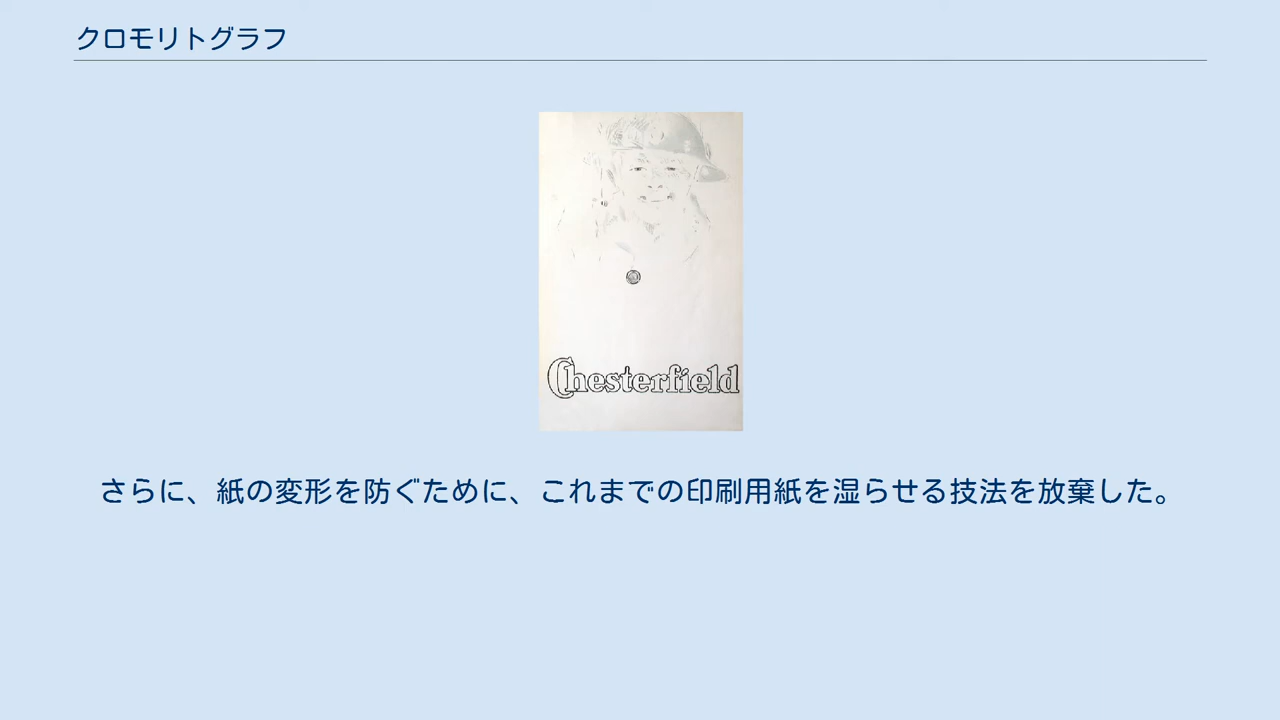 クロモリトグラフ
Chesterfield
さらに、紙の変形を防ぐために、これまでの印刷用紙を湿らせる技法を放棄した。